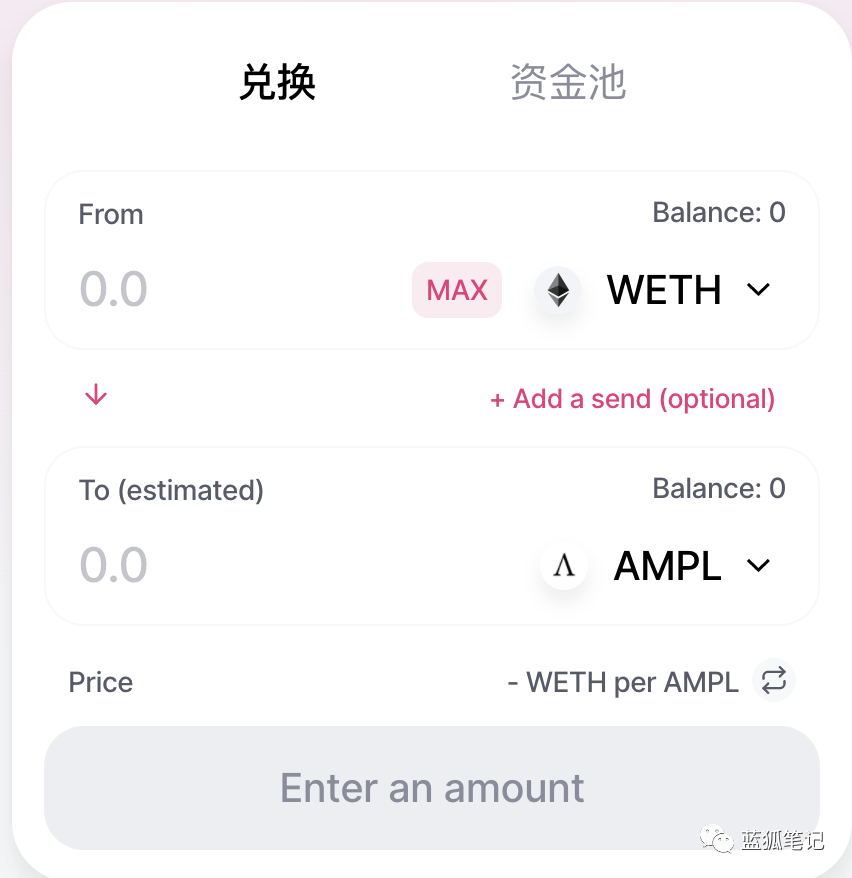 兑换 资金池
From Balance: 0
0.0 MAX WETH
+ Add a send (optional)
To (estimated) Balance: 0
0.0 AMPL
Price - WETH per AMPL
Enter an amount
蓝狐笔记